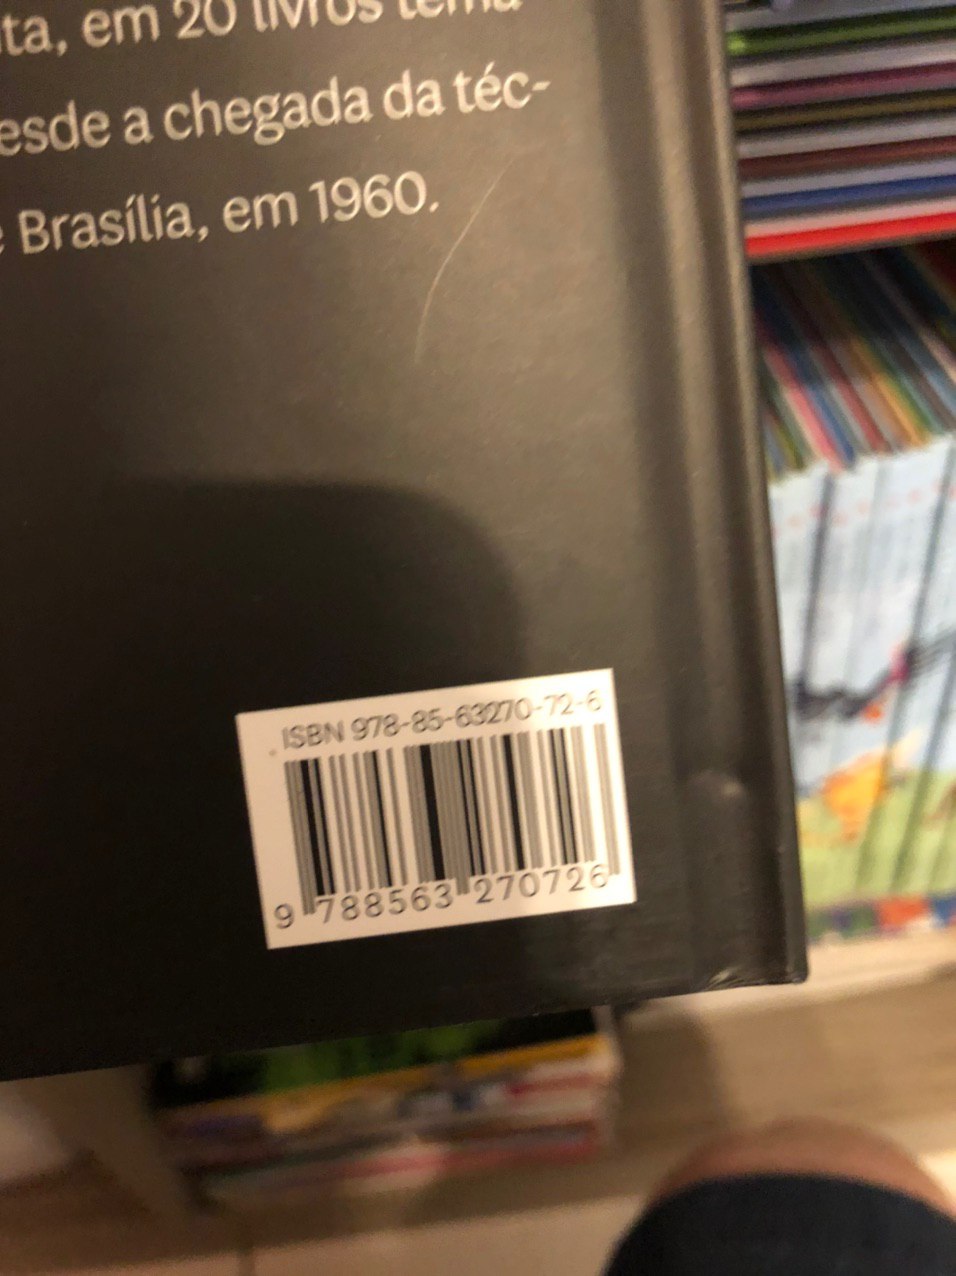 ta, em 20 livros temá
esde a chegada da téc-
e Brasília, em 1960.
ISBN 978-85-63270-72-6
9 788563 270726